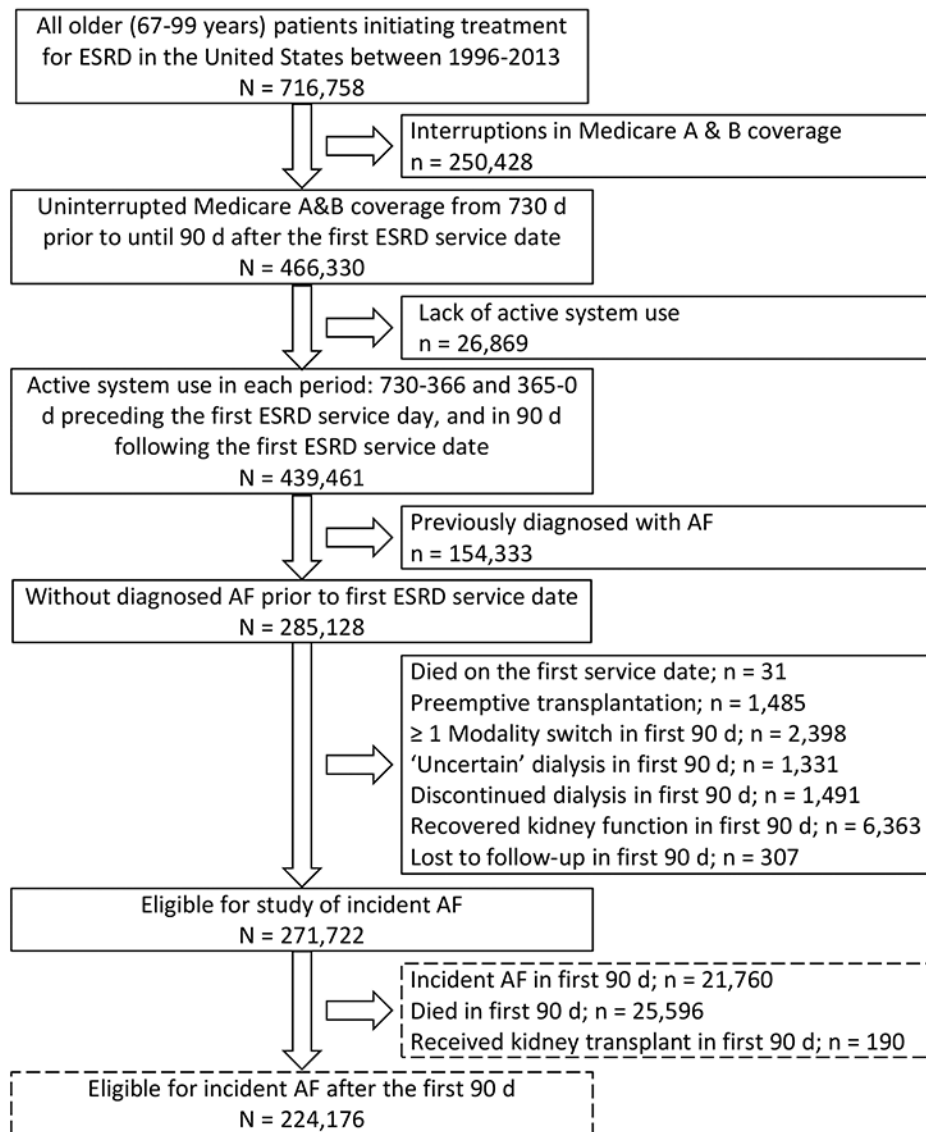 All older (67-99 years) patients initiating treatment
for ESRD in the United States between 1996-2013
N = 716,758
Interruptions in Medicare A & B coverage
n = 250,428
Uninterrupted Medicare A&B coverage from 730 d
prior to until 90 d after the first ESRD service date
N = 466,330
Lack of active system use
n = 26,869
Active system use in each period: 730-366 and 365-0
d preceding the first ESRD service day, and in 90 d
following the first ESRD service date
N = 439,461
Previously diagnosed with AF
n = 154,333
Without diagnosed AF prior to first ESRD service date
N = 285,128
Died on the first service date; n = 31
Preemptive transplantation; n = 1,485
≥ 1 Modality switch in first 90 d; n = 2,398
‘Uncertain’ dialysis in first 90 d; n = 1,331
Discontinued dialysis in first 90 d; n = 1,491
Recovered kidney function in first 90 d; n = 6,363
Lost to follow-up in first 90 d; n = 307
Eligible for study of incident AF
N = 271,722
Incident AF in first 90 d; n = 21,760
Died in first 90 d; n = 25,596
Received kidney transplant in first 90 d; n = 190
Eligible for incident AF after the first 90 d
N = 224,176